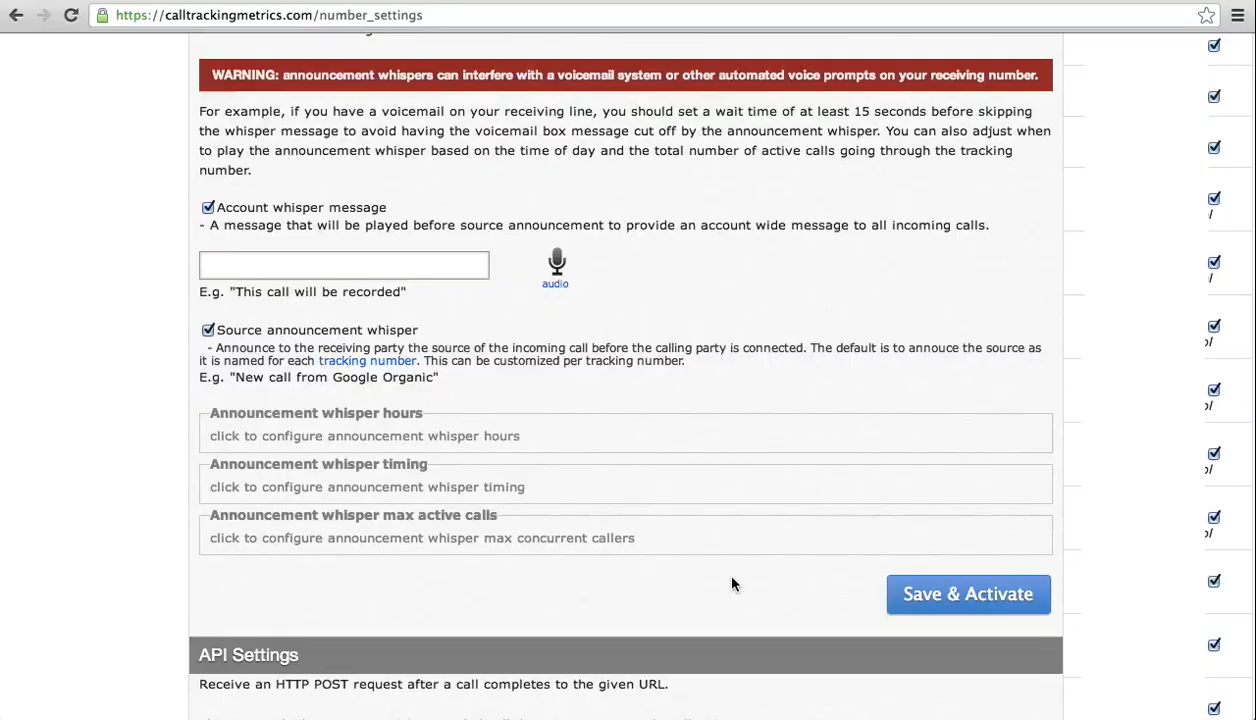 https://calltrackingmetrics.com/number_settings
WARNING: announcement whispers can interfere with a voicemail system or other automated voice prompts on your receiving number.
For example, if you have a voicemail on your receiving line, you should set a wait time of at least 15 seconds before skipping
the whisper message to avoid having the voicemail box message cut off by the announcement whisper. You can also adjust when
to play the announcement whisper based on the time of day and the total number of active calls going through the tracking
number.
Account whisper message
- A message that will be played before source announcement to provide an account wide message to all incoming calls.
audio
E.g. "This call will be recorded"
Source announcement whisper
- Announce to the receiving party the source of the incoming call before the calling party is connected. The default is to annouce the source as
it is named for each tracking number. This can be customized per tracking number.
E.g. "New call from Google Organic"
Announcement whisper hours
click to configure announcement whisper hours
Announcement whisper timing
click to configure announcement whisper timing
Announcement whisper max active calls
click to configure announcement whisper max concurrent callers
Save & Activate
API Settings
Receive an HTTP POST request after a call completes to the given URL.